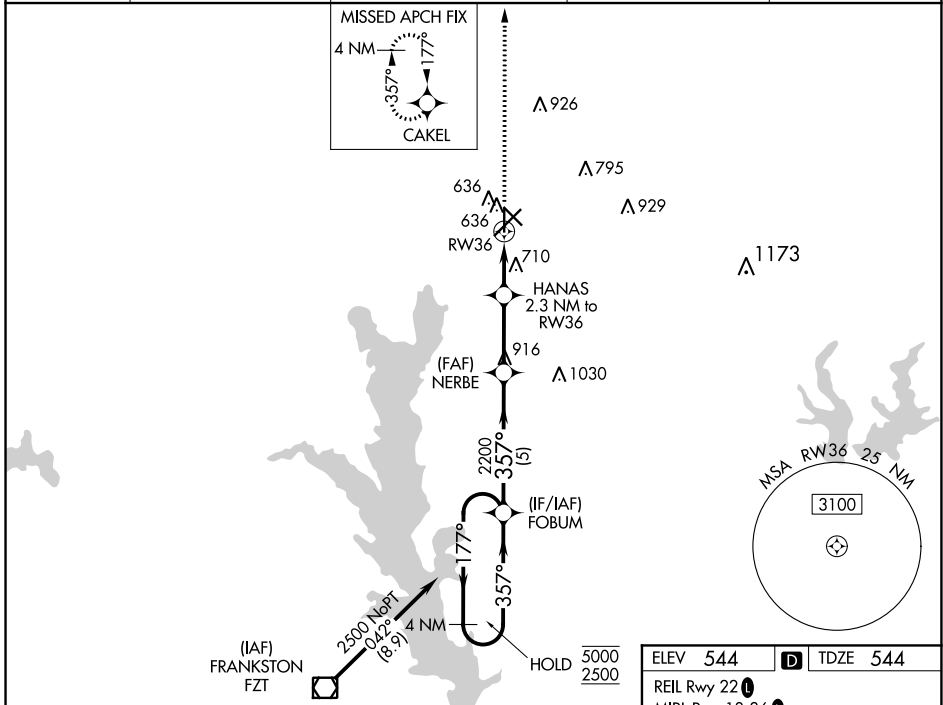 MISSED APCH FIX
4 NM
177°
357°
CAKEL
926
795
929
636
636
RW36
710
1173
HANAS
2.3 NM to
RW36
916
(FAF)
NERBE
1030
2200
357°
(5)
MSA RW36 25 NM
3100
(IF/IAF)
FOBUM
177°
357°
2500 NoPT
042°
(8.9)
4 NM
(IAF)
FRANKSTON
FZT
HOLD
5000
2500
ELEV 544 D TDZE 544
REIL Rwy 22 L